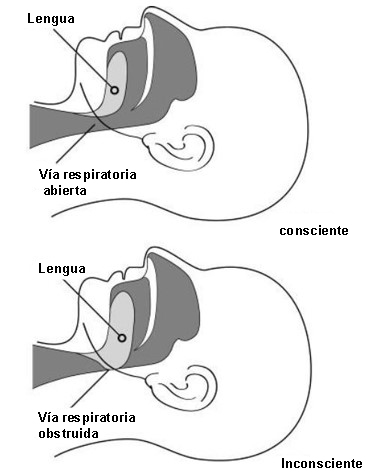 Lengua
Vía respiratoria
abierta
consciente
Lengua
Vía respiratoria
obstruida
Inconsciente